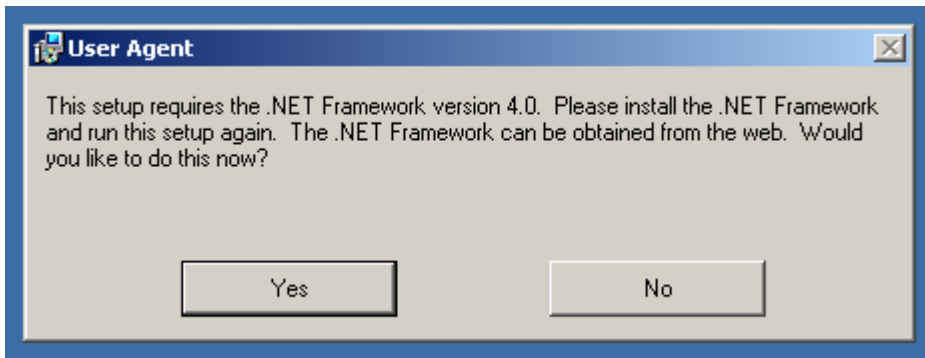 User Agent
This setup requires the .NET Framework version 4.0.  Please install the .NET Framework
and run this setup again.  The .NET Framework can be obtained from the web.  Would
you like to do this now?
Yes
No